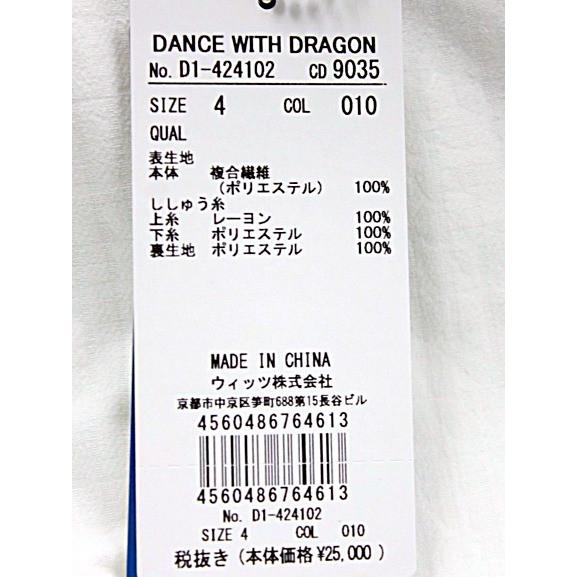 DANCE WITH DRAGON
No. D1-424102 CD 9035
SIZE 4 COL 010
QUAL
表生地
本体 複合繊維
（ポリエステル） 100%
ししゅう糸
上糸 レーヨン 100%
下糸 ポリエステル 100%
裏生地 ポリエステル 100%
MADE IN CHINA
ウィッツ株式会社
京都市中京区笋町688第15長谷ビル
4560486764613
4560486764613
No. D1-424102
SIZE 4 COL 010
税抜き（本体価格¥25,000 ）